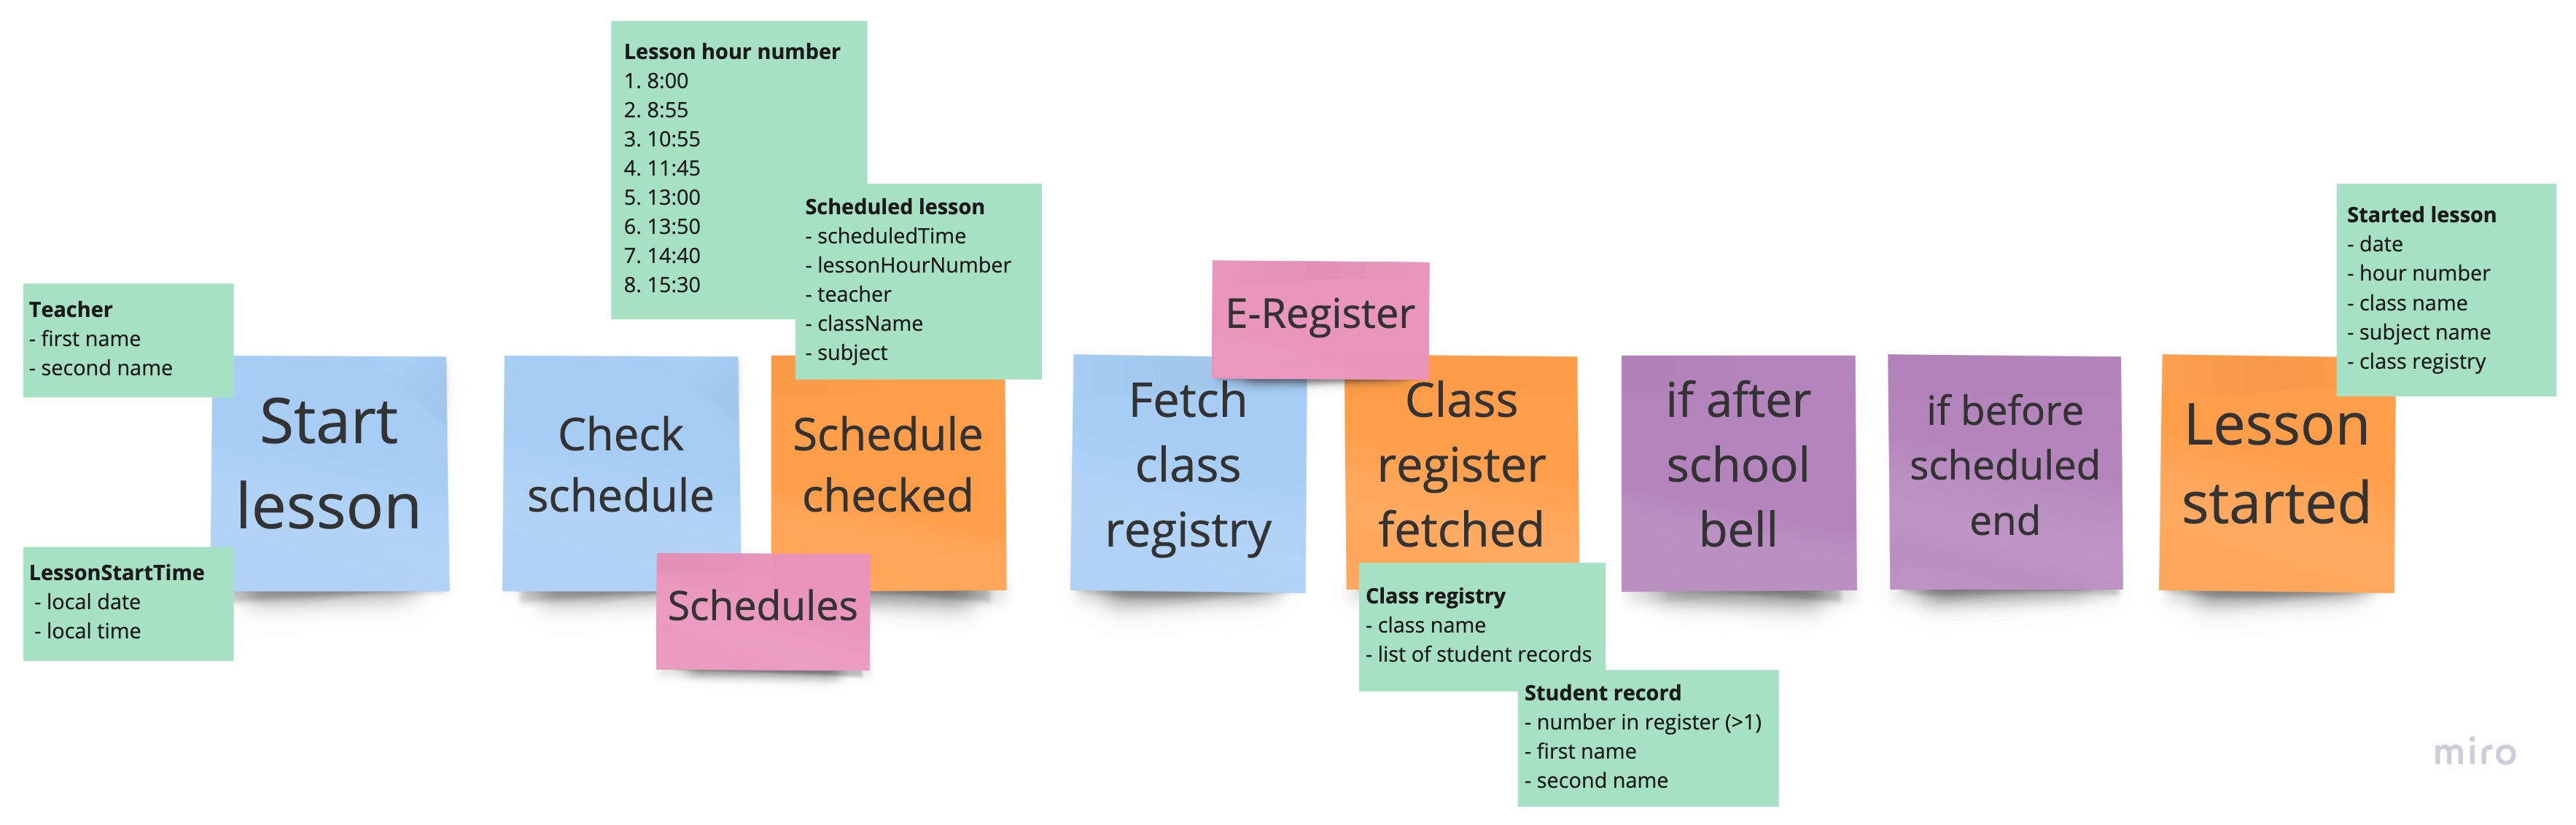 Teacher
- first name
- second name
LessonStartTime
- local date
- local time
Start
lesson
Lesson hour number
1. 8:00
2. 8:55
3. 10:55
4. 11:45
5. 13:00
6. 13:50
7. 14:40
8. 15:30
Check
schedule
Scheduled lesson
- scheduledTime
- lessonHourNumber
- teacher
- className
- subject
Schedule
checked
Schedules
E-Register
Fetch
class
registry
Class
register
fetched
Class registry
- class name
- list of student records
Student record
- number in register (>1)
- first name
- second name
if after
school
bell
if before
scheduled
end
Started lesson
- date
- hour number
- class name
- subject name
- class registry
Lesson
started
miro